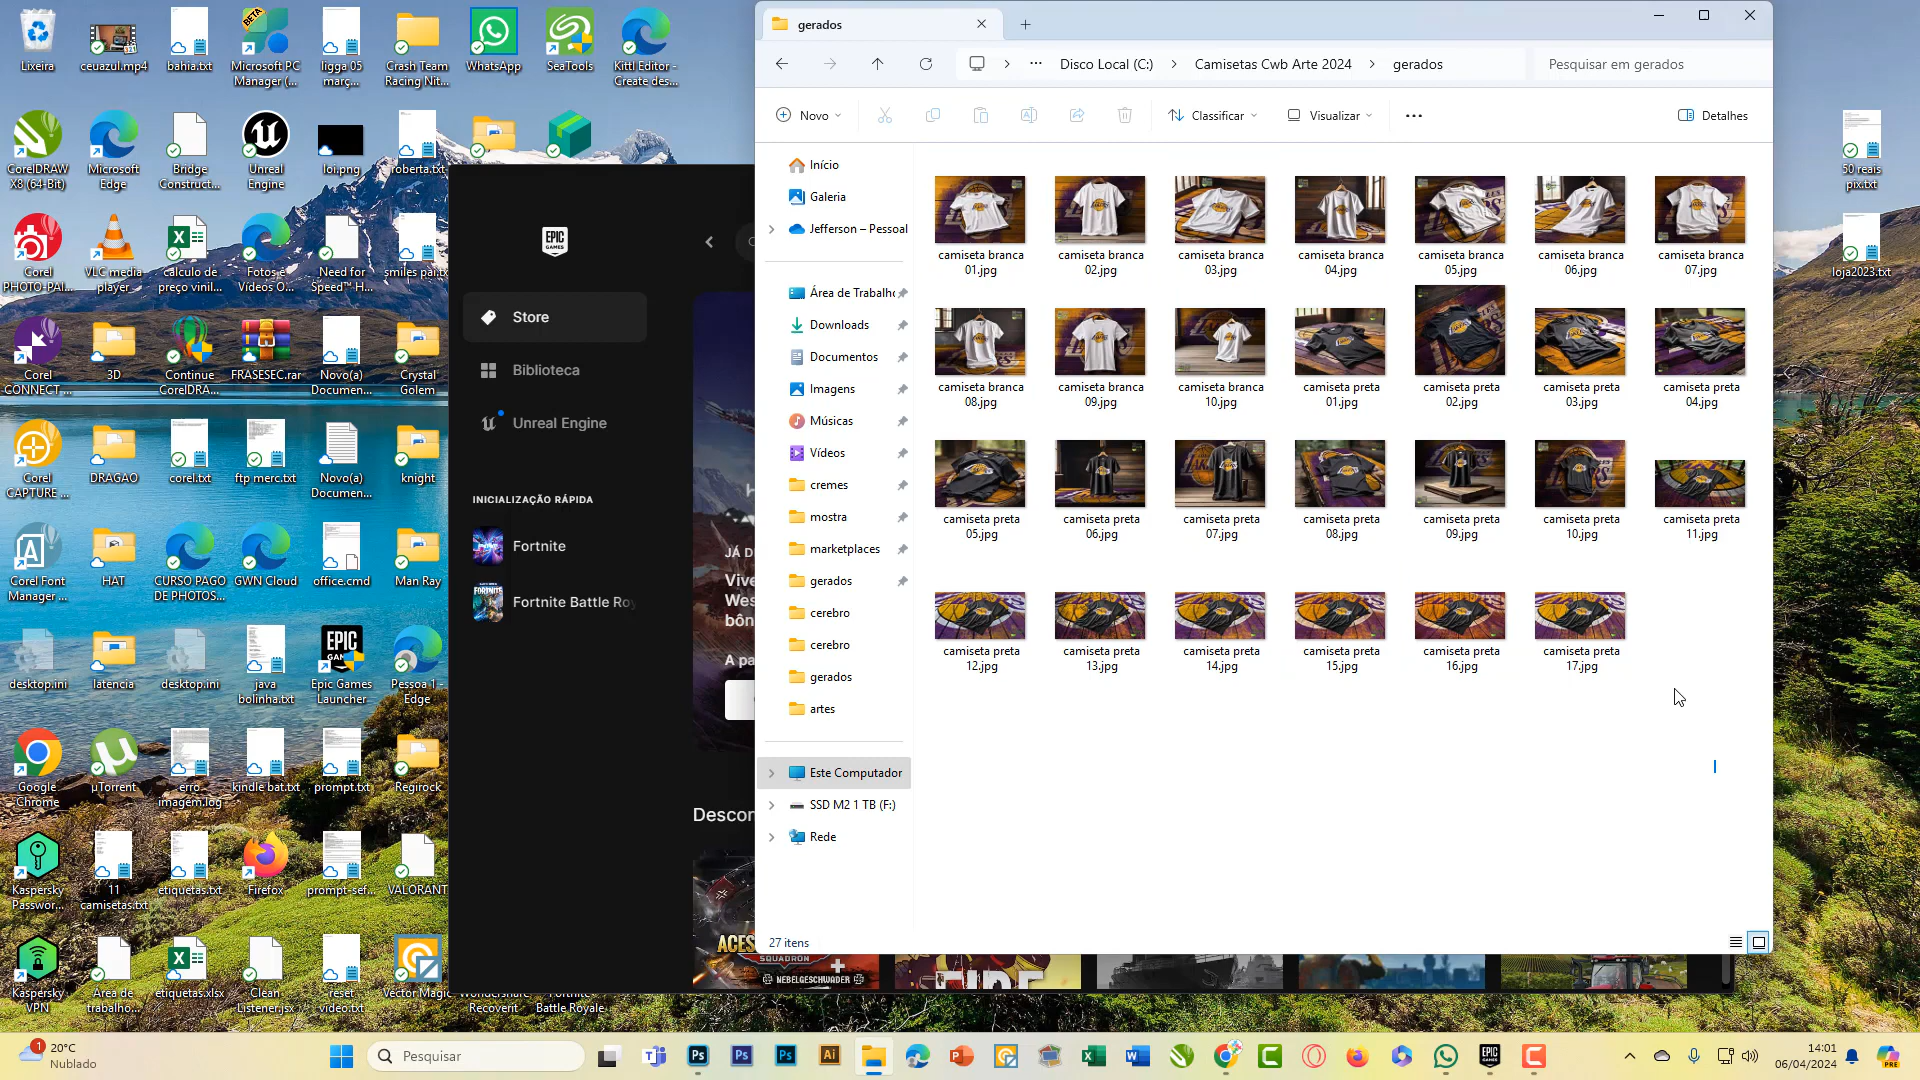 gerados
Disco Local (C:)
Camisetas Cwb Arte 2024
gerados
Pesquisar em gerados
Novo
Classificar
Visualizar
Detalhes
Início
Galeria
Jefferson – Pessoal
Área de Trabalho
Downloads
Documentos
Imagens
Músicas
Vídeos
cremes
mostra
marketplaces
gerados
cerebro
cerebro
gerados
artes
Este Computador
SSD M2 1 TB (F:)
Rede
camiseta branca 01.jpg
camiseta branca 02.jpg
camiseta branca 03.jpg
camiseta branca 04.jpg
camiseta branca 05.jpg
camiseta branca 06.jpg
camiseta branca 07.jpg
camiseta branca 08.jpg
camiseta branca 09.jpg
camiseta branca 10.jpg
camiseta preta 01.jpg
camiseta preta 02.jpg
camiseta preta 03.jpg
camiseta preta 04.jpg
camiseta preta 05.jpg
camiseta preta 06.jpg
camiseta preta 07.jpg
camiseta preta 08.jpg
camiseta preta 09.jpg
camiseta preta 10.jpg
camiseta preta 11.jpg
camiseta preta 12.jpg
camiseta preta 13.jpg
camiseta preta 14.jpg
camiseta preta 15.jpg
camiseta preta 16.jpg
camiseta preta 17.jpg
27 itens
Lixeira
ceuazul.mp4
bahia.txt
Microsoft PC Manager (...
ligga 05 març...
Crash Team Racing Nit...
WhatsApp
SeaTools
Kittl Editor - Create des...
CorelDRAW X8 (64-Bit)
Microsoft Edge
Bridge Construct...
Unreal Engine
loi.png
roberta.txt
Corel PHOTO-PAI...
VLC media player
calculo de preço vinil...
Fotos e Vídeos O...
Need for Speed™ H...
smiles pai.tx
Corel CONNECT ...
3D
Continue CorelDRA...
FRASESEC.rar
Novo(a) Documen...
Crystal Golem
Corel CAPTURE ...
DRAGAO
corel.txt
ftp merc.txt
Novo(a) Documen...
knight
Corel Font Manager ...
HAT
CURSO PAGO DE PHOTOS...
GWN Cloud
office.cmd
Man Ray
desktop.ini
latencia
desktop.ini
java bolinha.txt
Epic Games Launcher
Pessoa 1 - Edge
Google Chrome
µTorrent
erro imagem.log
kindle bat.txt
prompt.txt
Regirock
Kaspersky Passwor...
11 camisetas.txt
etiquetas.txt
Firefox
prompt-sef...
VALORANT
Kaspersky VPN
Area de trabalho...
etiquetas.xlsx
Clean Listener.jsx
reset video.txt
Vector Magic
Wondershare Recoverit
Fortnite Battle Royale
50 reais pix.txt
loja2023.txt
EPIC GAMES
Store
Biblioteca
Unreal Engine
INICIALIZAÇÃO RÁPIDA
Fortnite
Fortnite Battle Roy
JÁ D
Vive
Wes
bôn
A pa
Descor
ACES
SQUADRON
NEBELGESCHWADER
20°C
Nublado
Pesquisar
14:01
06/04/2024